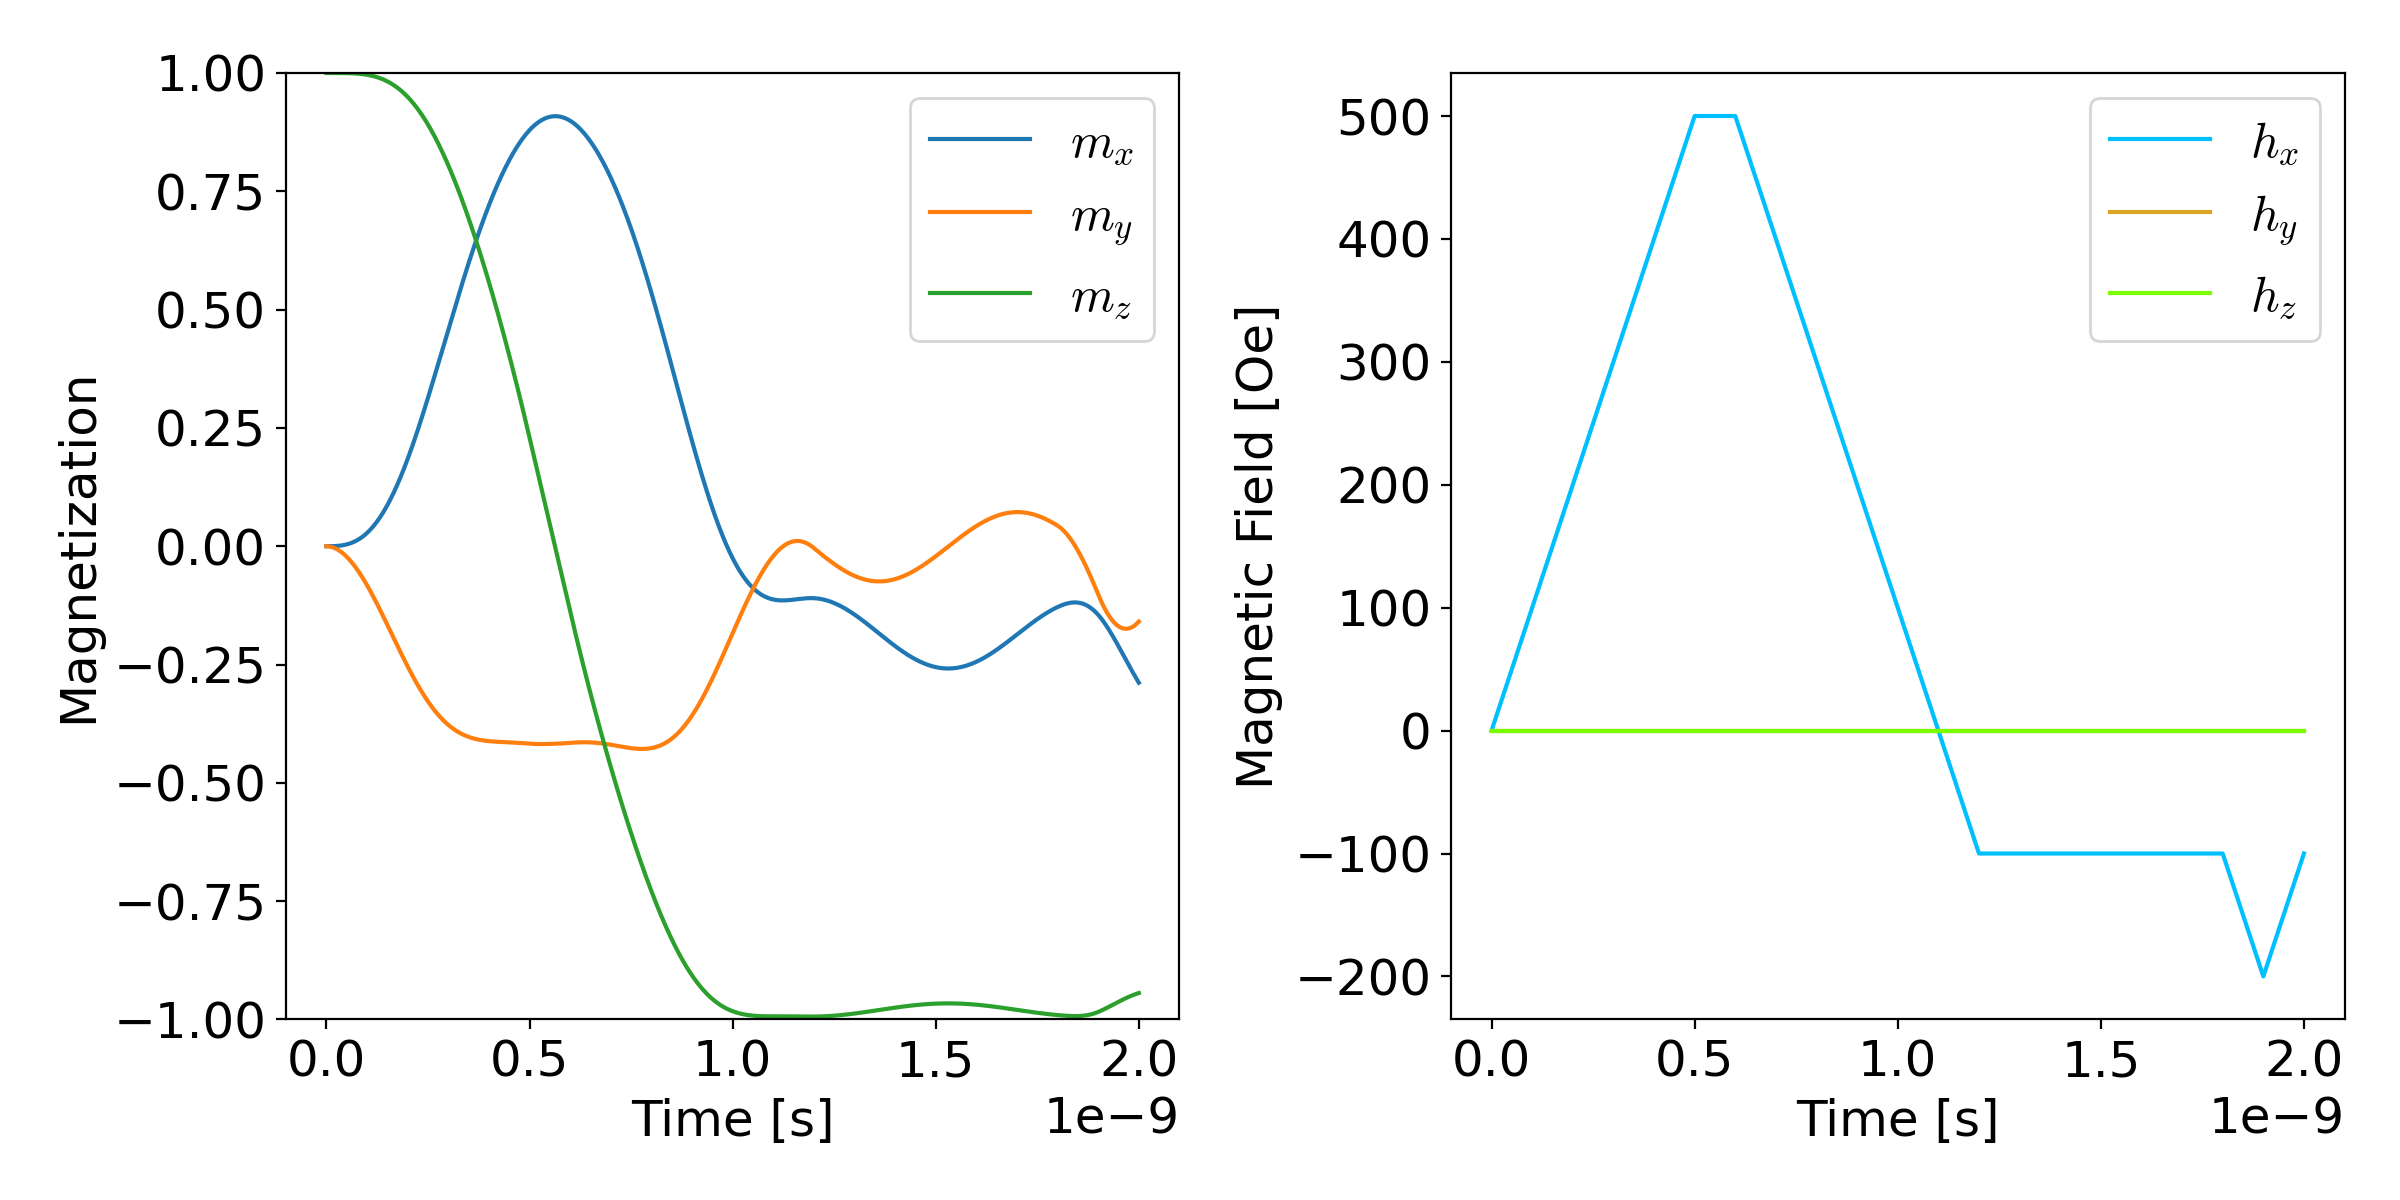 Magnetization
1.00
0.75
0.50
0.25
0.00
−0.25
−0.50
−0.75
−1.00
0.0 0.5 1.0 1.5 2.0
Time [s]
1e−9
m_x
m_y
m_z
Magnetic Field [Oe]
500
400
300
200
100
0
−100
−200
0.0 0.5 1.0 1.5 2.0
Time [s]
1e−9
h_x
h_y
h_z